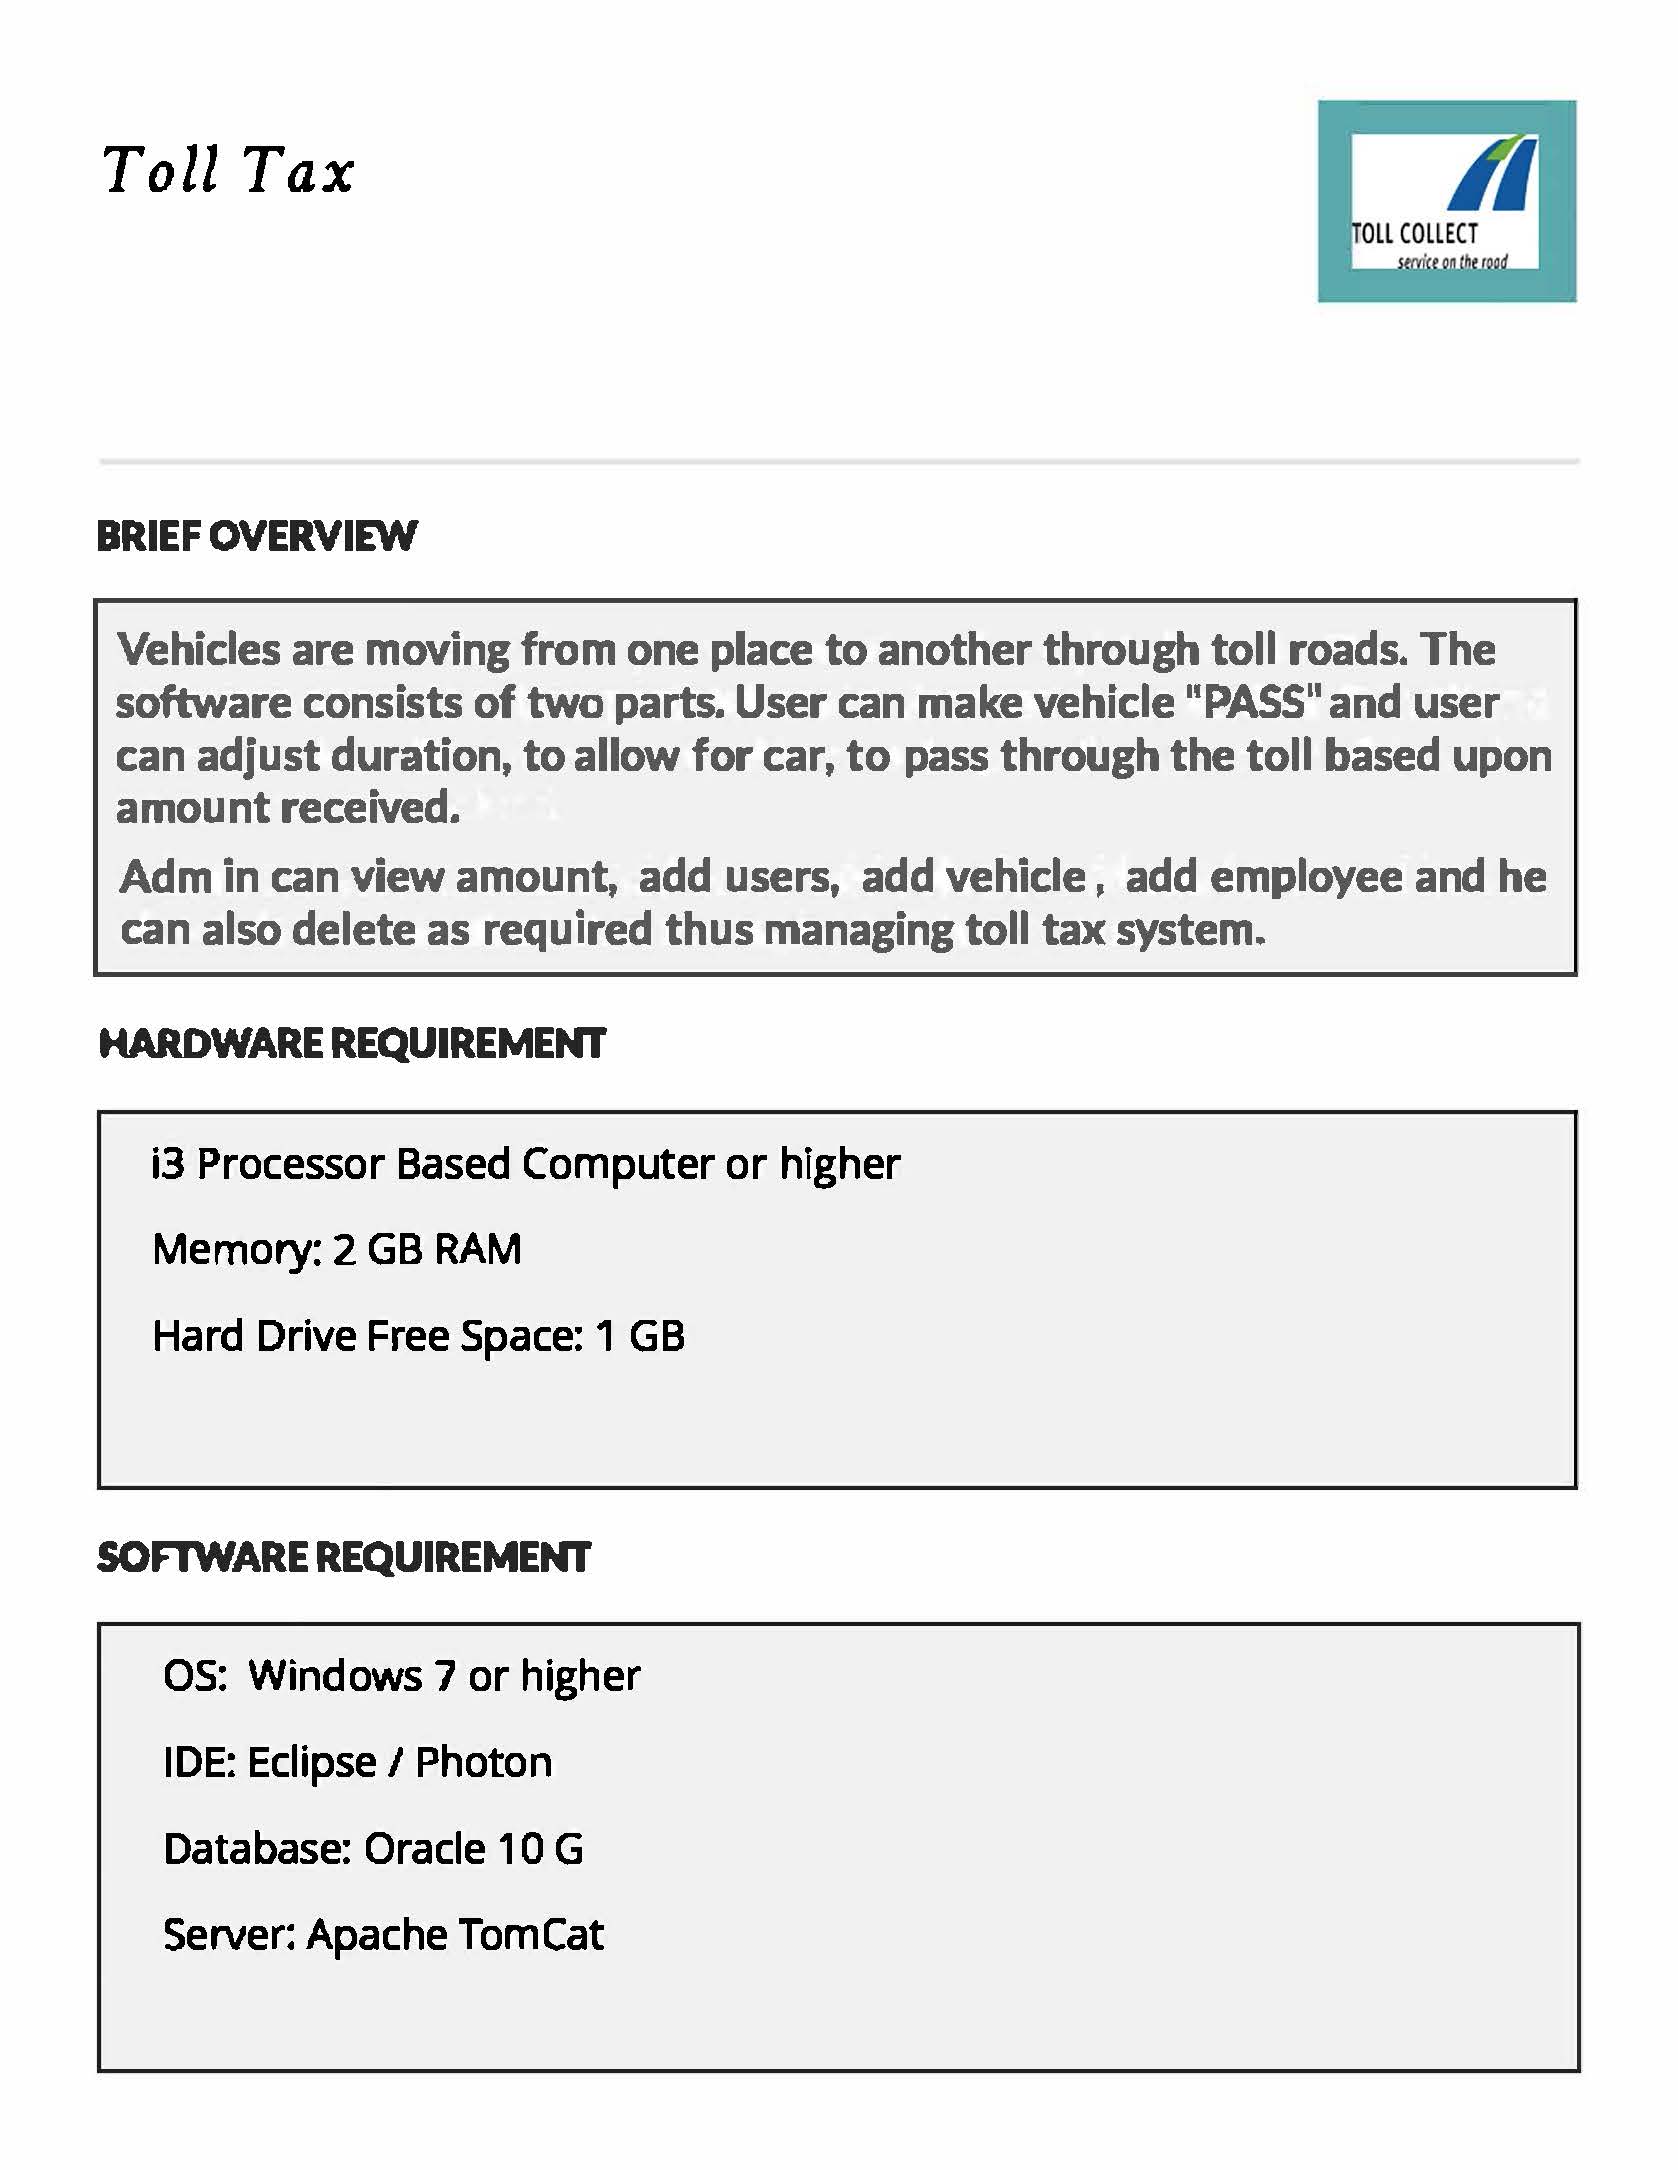 Toll Tax
TOLL COLLECT
service on the road
BRIEF OVERVIEW
Vehicles are moving from one place to another through toll roads. The
software consists of two parts. User can make vehicle "PASS" and user
can adjust duration, to allow for car, to pass through the toll based upon
amount received.
Adm in can view amount, add users, add vehicle , add employee and he
can also delete as required thus managing toll tax system.
HARDWARE REQUIREMENT
i3 Processor Based Computer or higher
Memory: 2 GB RAM
Hard Drive Free Space: 1 GB
SOFTWARE REQUIREMENT
OS: Windows 7 or higher
IDE: Eclipse / Photon
Database: Oracle 10 G
Server: Apache TomCat